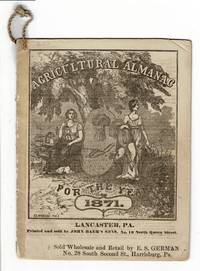 AGRICULTURAL ALMANAC
FOR THE YEAR
1871.
LANCASTER, PA.
Printed and sold by JOHN BAER'S SONS, No. 12 North Queen Street.
Sold Wholesale and Retail by E. S. GERMAN
No. 28 South Second St., Harrisburg, Pa.